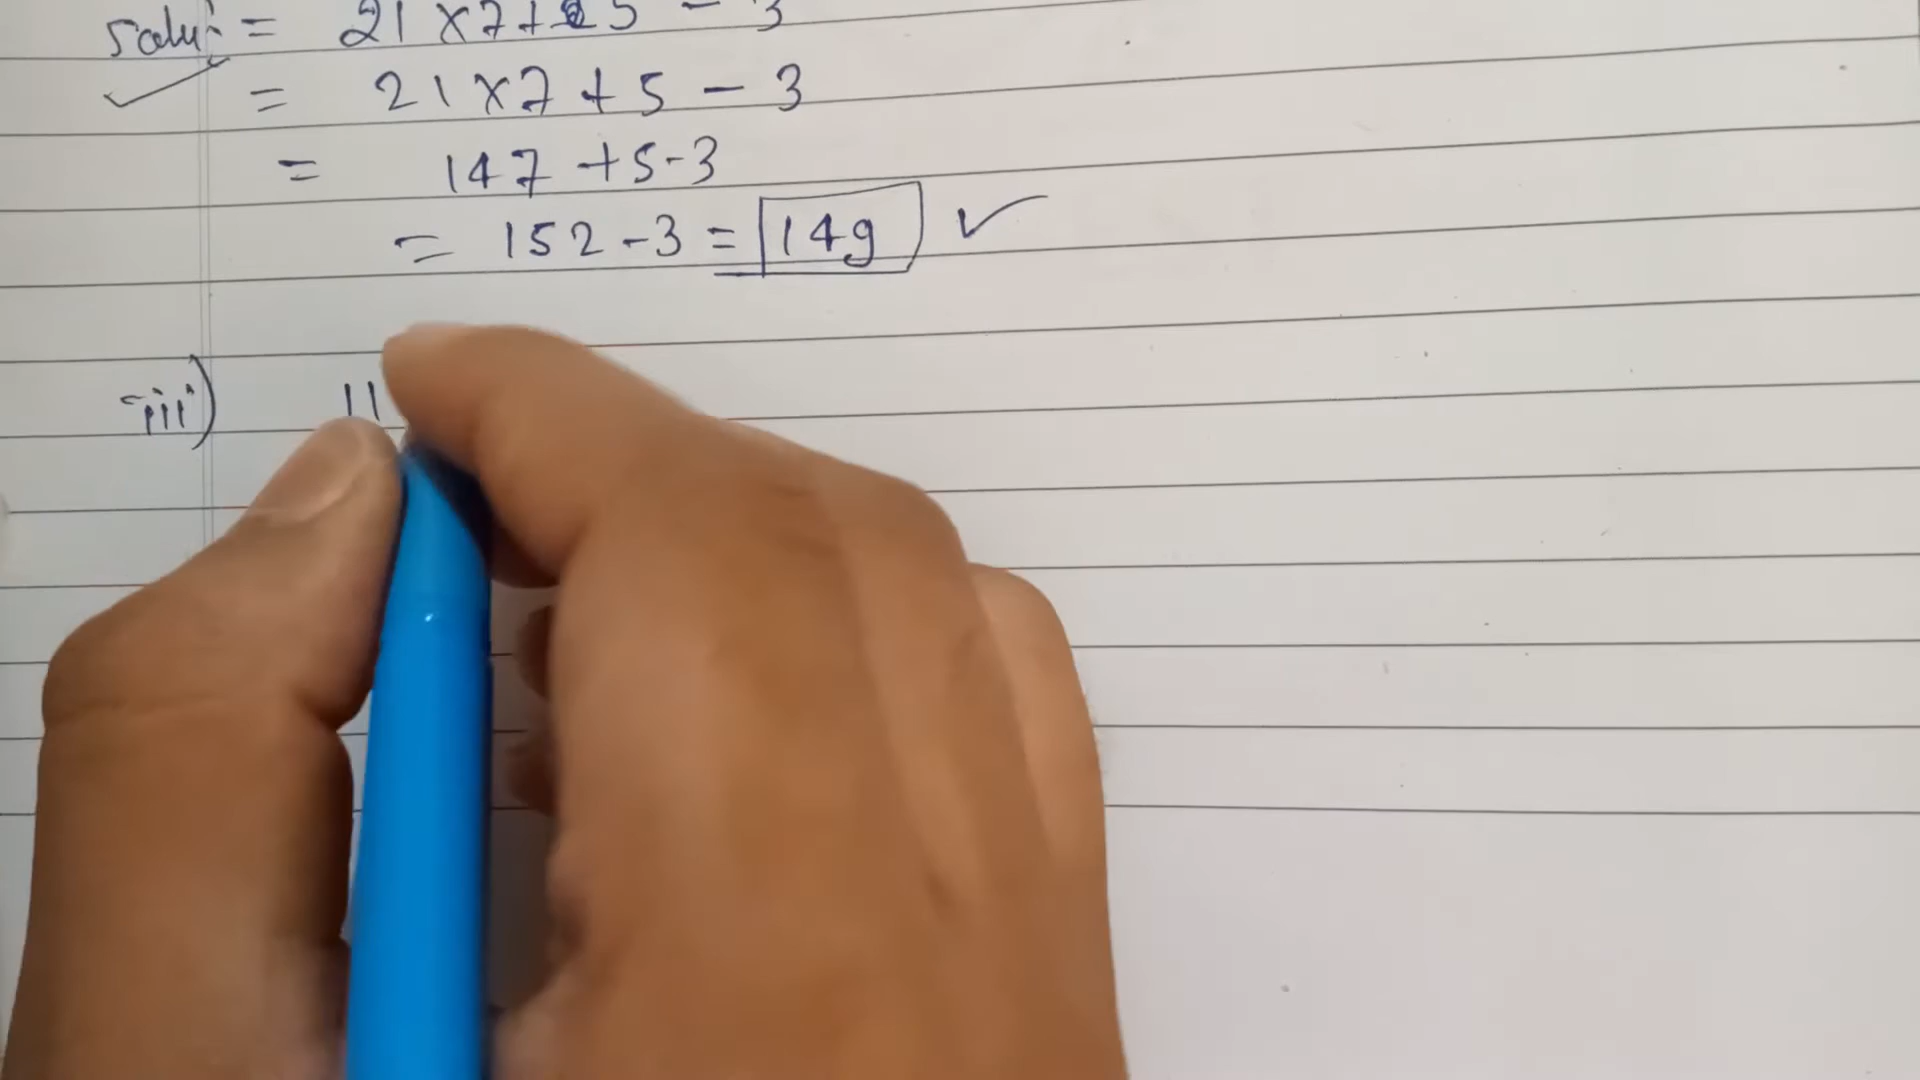 Solu: = 21 × 7 + 5 - 3
= 21 × 7 + 5 - 3
= 147 + 5 - 3
= 152 - 3 = 149
iii) 11